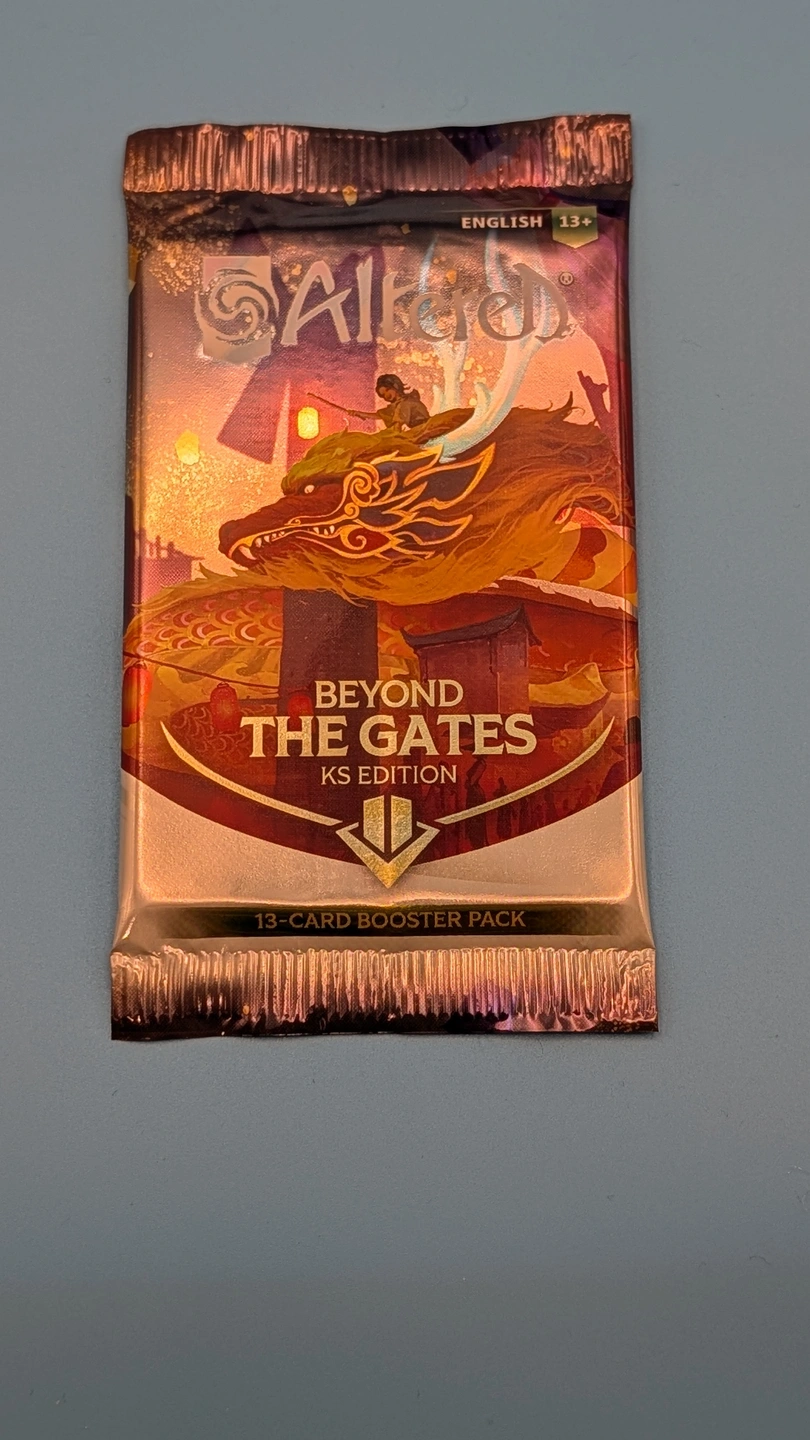 ENGLISH 13+
Altered®
BEYOND
THE GATES
KS EDITION
13-CARD BOOSTER PACK